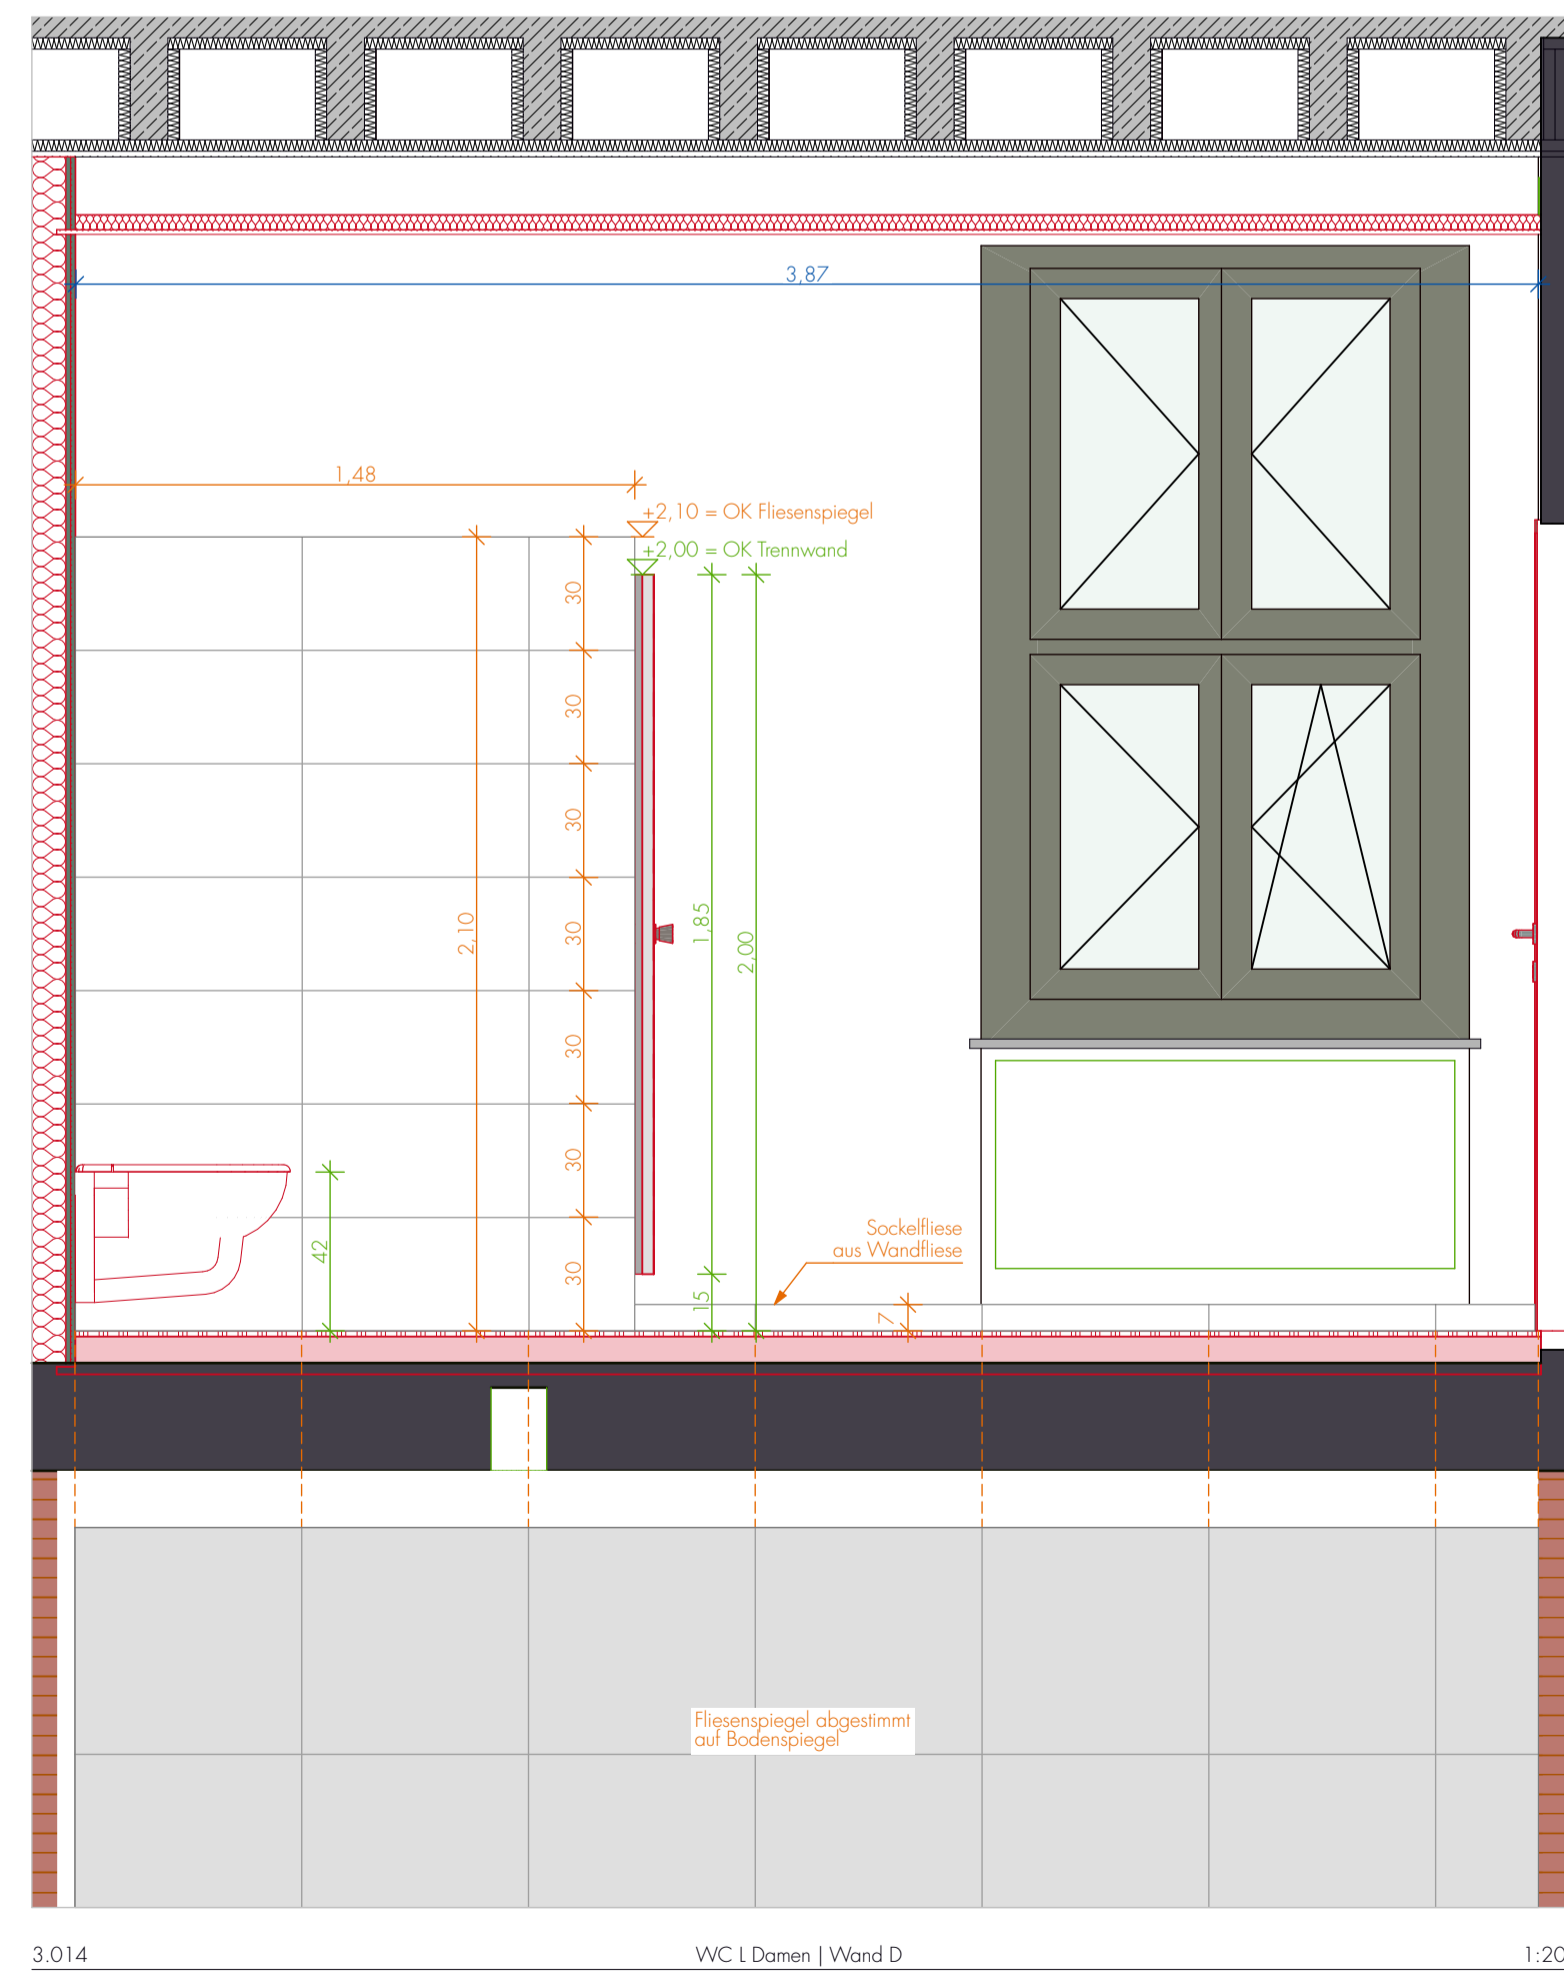 3,87
1,48
+2,10 = OK Fliesenspiegel
+2,00 = OK Trennwand
30
30
30
30
30
30
30
2,10
1,85
2,00
42
15
7
Sockelfliese
aus Wandfliese
Fliesenspiegel abgestimmt
auf Bodenspiegel
3.014
WC L Damen | Wand D
1:20